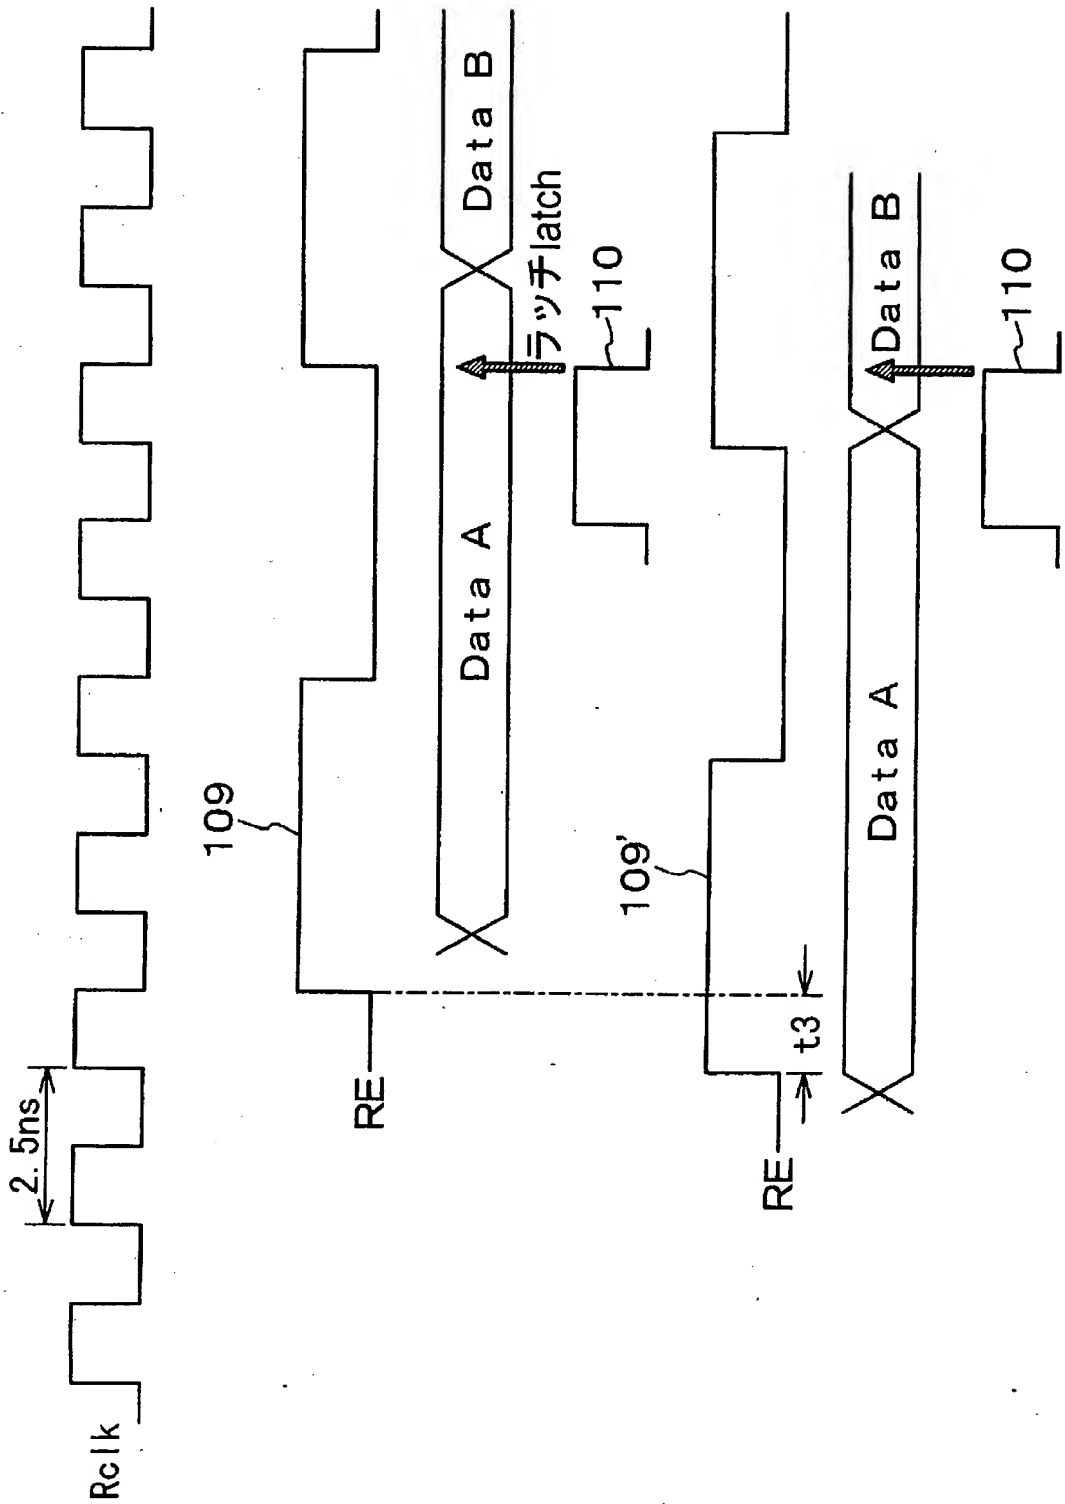 Rclk
2.5ns
RE
109
Data A
Data B
ラッチlatch
110
RE
t3
109'
Data A
Data B
110